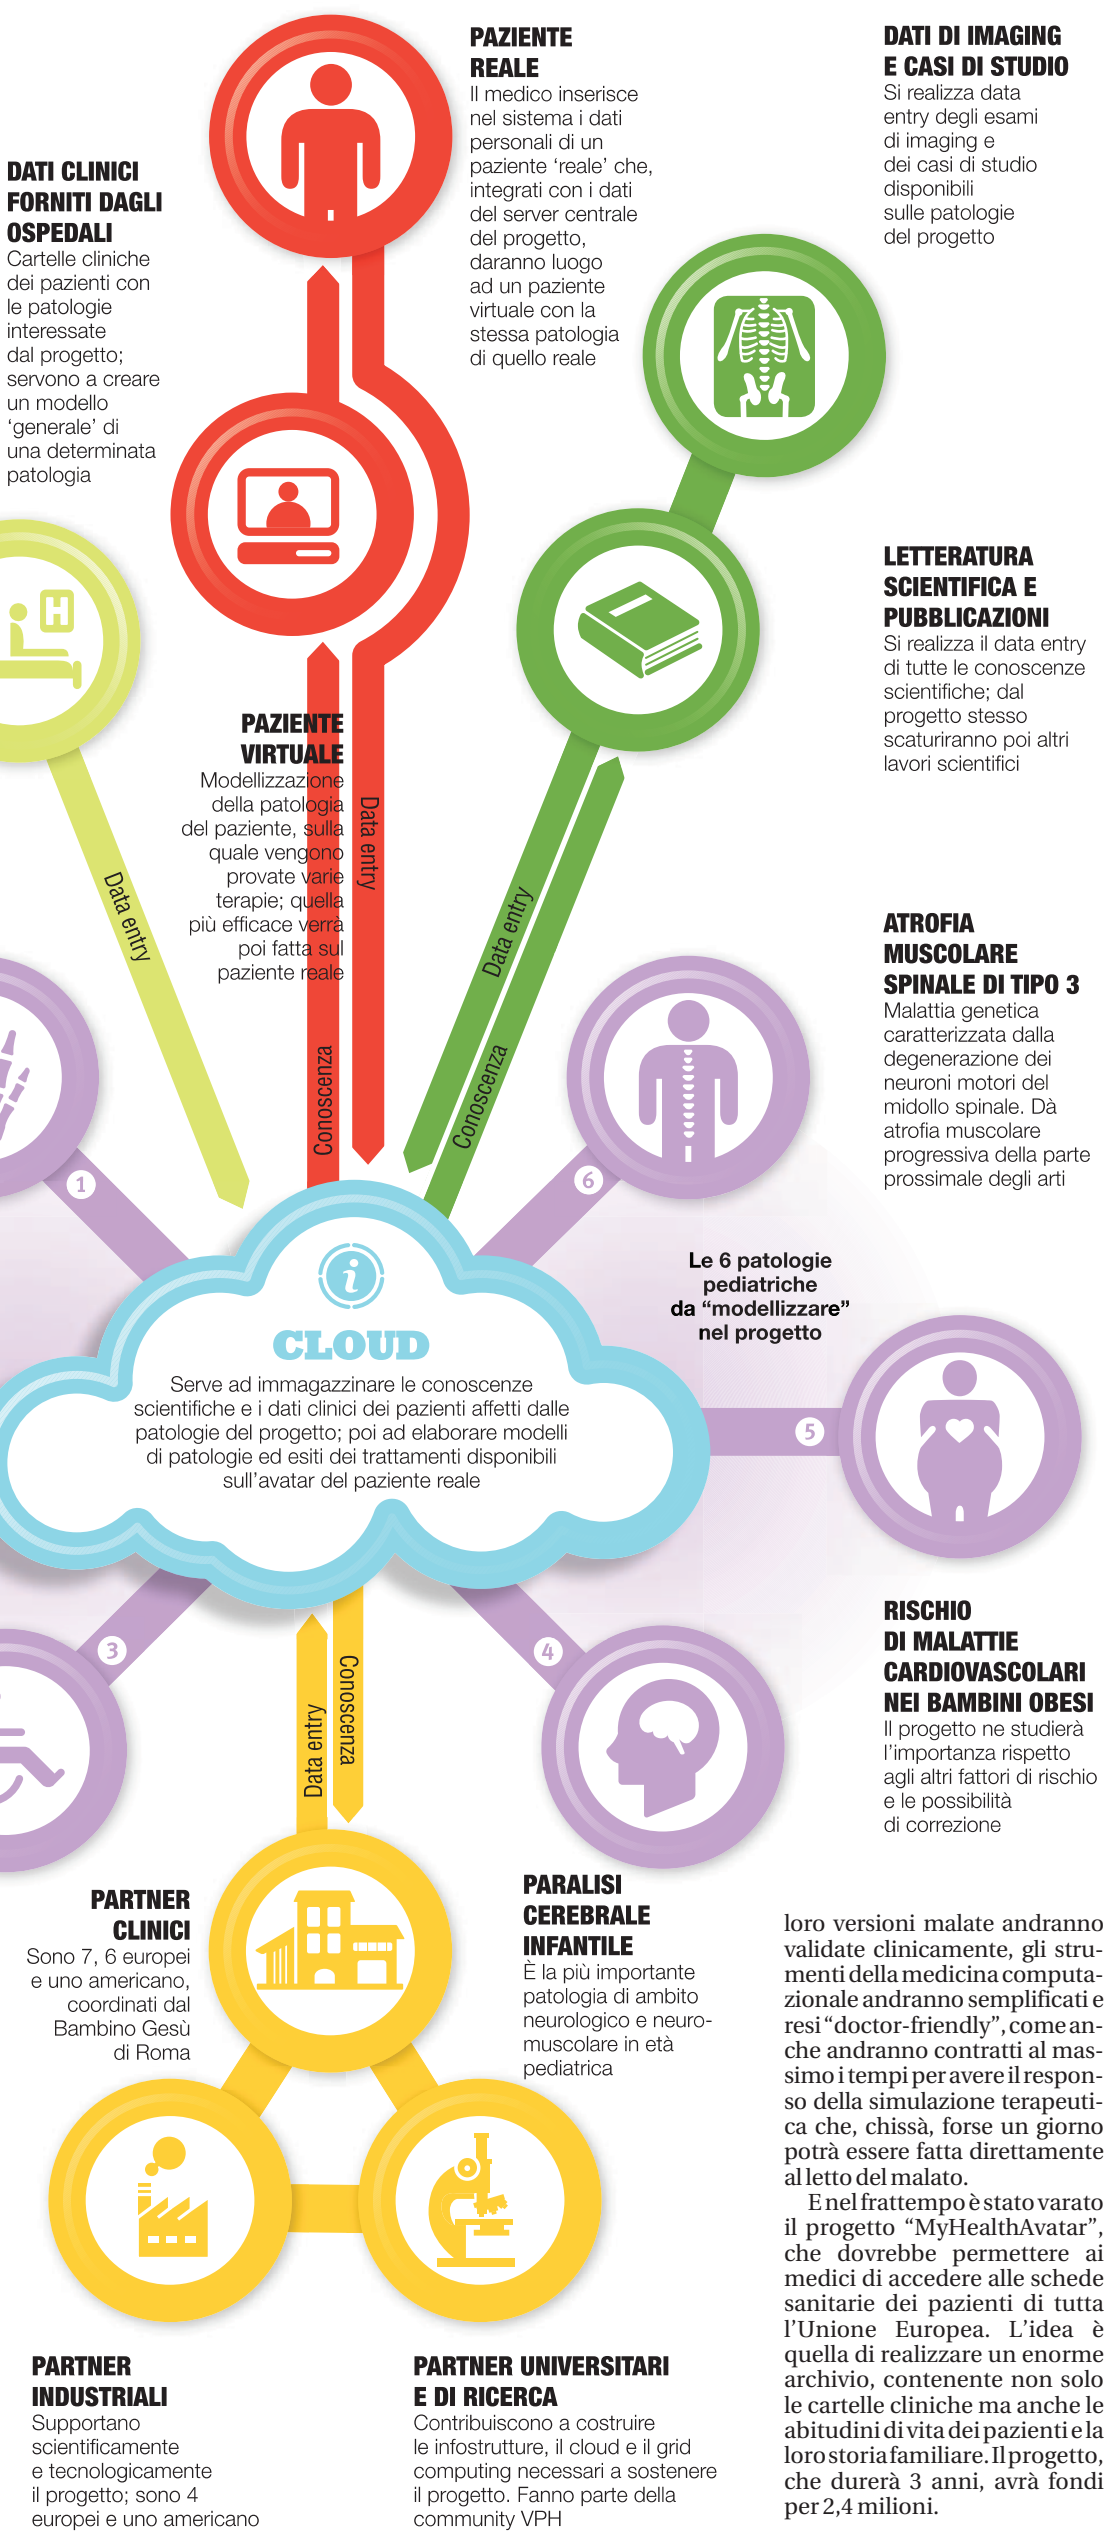 PAZIENTE
REALE
Il medico inserisce
nel sistema i dati
personali di un
paziente ‘reale’ che,
integrati con i dati
del server centrale
del progetto,
daranno luogo
ad un paziente
virtuale con la
stessa patologia
di quello reale
DATI DI IMAGING
E CASI DI STUDIO
Si realizza data
entry degli esami
di imaging e
dei casi di studio
disponibili
sulle patologie
del progetto
DATI CLINICI
FORNITI DAGLI
OSPEDALI
Cartelle cliniche
dei pazienti con
le patologie
interessate
dal progetto;
servono a creare
un modello
‘generale’ di
una determinata
patologia
H
LETTERATURA
SCIENTIFICA E
PUBBLICAZIONI
Si realizza il data entry
di tutte le conoscenze
scientifiche; dal
progetto stesso
scaturiranno poi altri
lavori scientifici
PAZIENTE
VIRTUALE
Modellizzazione
della patologia
del paziente, sulla
quale vengono
provate varie
terapie; quella
più efficace verrà
poi fatta sul
paziente reale
Data entry
Data entry
Conoscenza
Data entry
Conoscenza
ATROFIA
MUSCOLARE
SPINALE DI TIPO 3
Malattia genetica
caratterizzata dalla
degenerazione dei
neuroni motori del
midollo spinale. Dà
atrofia muscolare
progressiva della parte
prossimale degli arti
1
6
Le 6 patologie
pediatriche
da “modellizzare”
nel progetto
i
CLOUD
Serve ad immagazzinare le conoscenze
scientifiche e i dati clinici dei pazienti affetti dalle
patologie del progetto; poi ad elaborare modelli
di patologie ed esiti dei trattamenti disponibili
sull’avatar del paziente reale
5
3
4
Data entry
Conoscenza
RISCHIO
DI MALATTIE
CARDIOVASCOLARI
NEI BAMBINI OBESI
Il progetto ne studierà
l’importanza rispetto
agli altri fattori di rischio
e le possibilità
di correzione
PARTNER
CLINICI
Sono 7, 6 europei
e uno americano,
coordinati dal
Bambino Gesù
di Roma
PARALISI
CEREBRALE
INFANTILE
È la più importante
patologia di ambito
neurologico e neuro-
muscolare in età
pediatrica
PARTNER
INDUSTRIALI
Supportano
scientificamente
e tecnologicamente
il progetto; sono 4
europei e uno americano
PARTNER UNIVERSITARI
E DI RICERCA
Contribuiscono a costruire
le infostrutture, il cloud e il grid
computing necessari a sostenere
il progetto. Fanno parte della
community VPH
loro versioni malate andranno
validate clinicamente, gli stru-
menti della medicina computa-
zionale andranno semplificati e
resi “doctor-friendly”, come an-
che andranno contratti al mas-
simo i tempi per avere il respon-
so della simulazione terapeuti-
ca che, chissà, forse un giorno
potrà essere fatta direttamente
al letto del malato.
E nel frattempo è stato varato
il progetto “MyHealthAvatar”,
che dovrebbe permettere ai
medici di accedere alle schede
sanitarie dei pazienti di tutta
l’Unione Europea. L’idea è
quella di realizzare un enorme
archivio, contenente non solo
le cartelle cliniche ma anche le
abitudini di vita dei pazienti e la
loro storia familiare. Il progetto,
che durerà 3 anni, avrà fondi
per 2,4 milioni.